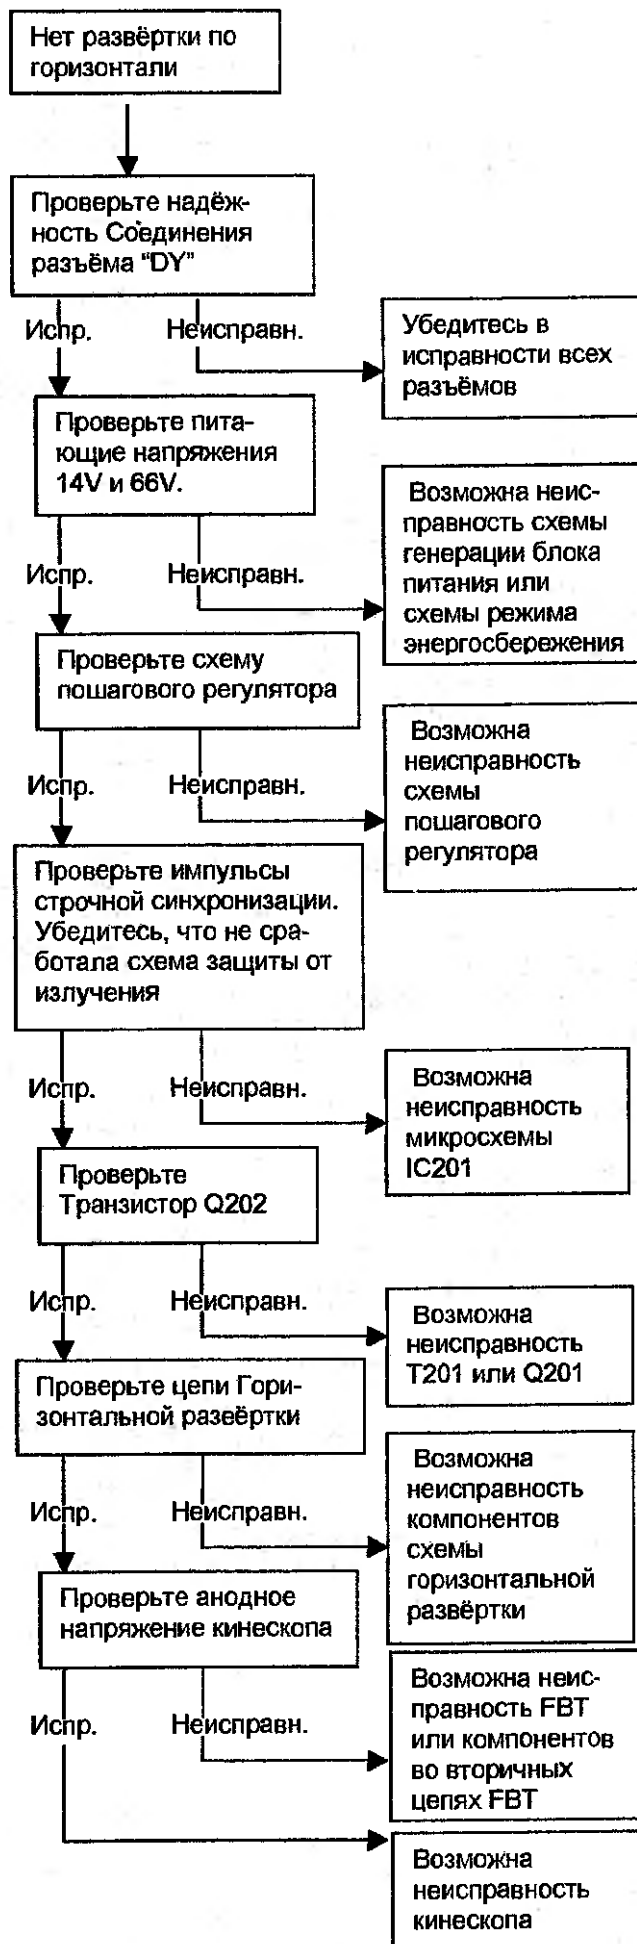 Нет развёртки по
горизонтали
Проверьте надёж-
ность Соединения
разъёма "DY"
Испр.
Неисправн.
Убедитесь в
исправности всех
разъёмов
Проверьте пита-
ющие напряжения
14V и 66V.
Испр.
Неисправн.
Возможна неис-
правность схемы
генерации блока
питания или
схемы режима
энергосбережения
Проверьте схему
пошагового регулятора
Испр.
Неисправн.
Возможна
неисправность
схемы
пошагового
регулятора
Проверьте импульсы
строчной синхронизации.
Убедитесь, что не сра-
ботала схема защиты от
излучения
Испр.
Неисправн.
Возможна
неисправность
микросхемы
IC201
Проверьте
Транзистор Q202
Испр.
Неисправн.
Возможна
неисправность
T201 или Q201
Проверьте цепи Гори-
зонтальной развёртки
Испр.
Неисправн.
Возможна
неисправность
компонентов
схемы
горизонтальной
развёртки
Проверьте анодное
напряжение кинескопа
Испр.
Неисправн.
Возможна неис-
правность FBT
или компонентов
во вторичных
цепях FBT
Возможна
неисправность
кинескопа